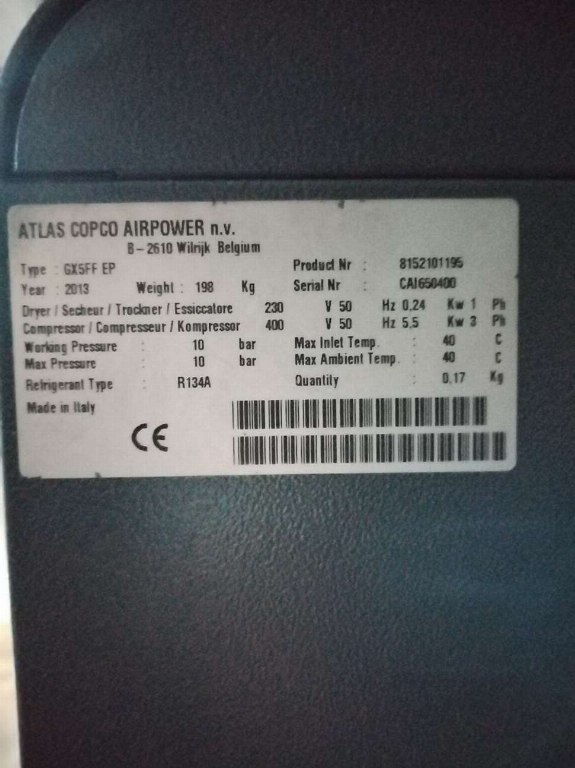 ATLAS COPCO AIRPOWER n.v.
B-2610 Wilrijk Belgium
Type : GX5FF EP Product Nr : 8152101195
Year : 2013 Weight : 198 Kg Serial Nr : CAI650400
Dryer / Secheur / Trockner / Essiccatore 230 V 50 Hz 0,24 Kw 1 Ph
Compressor / Compresseur / Kompressor 400 V 50 Hz 5,5 Kw 3 Ph
Working Pressure : 10 bar Max Inlet Temp. : 40 C
Max Pressure : 10 bar Max Ambient Temp. : 40 C
Refrigerant Type : R134A Quantity : 0,17 Kg
Made in Italy
CE